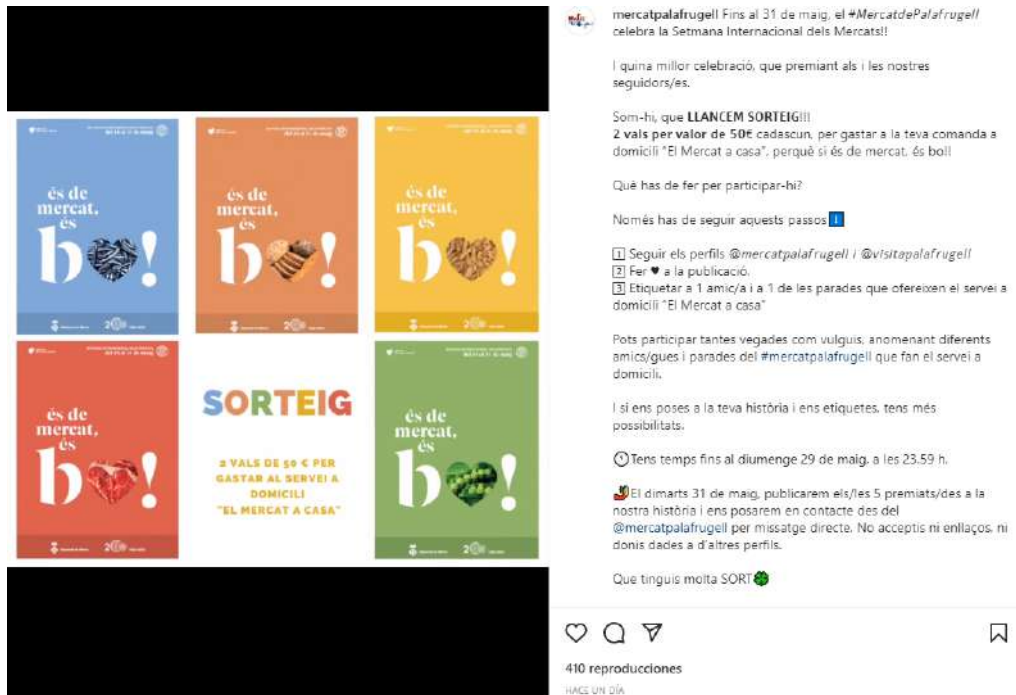 és de
mercat,
és
bo!
és de
mercat,
és
bo!
és de
mercat,
és
bo!
és de
mercat,
és
bo!
SORTEIG
2 VALS DE 50 € PER
GASTAR AL SERVEI A
DOMICILI
"EL MERCAT A CASA"
és de
mercat,
és
bo!
mercatpalafrugell Fins al 31 de maig, el #MercatdePalafrugell
celebra la Setmana Internacional dels Mercats!!
I quina millor celebració, que premiant als i les nostres
seguidors/es.
Som-hi, que LLANCEM SORTEIG!!!
2 vals per valor de 50€ cadascun, per gastar a la teva comanda a
domicili "El Mercat a casa", perquè si és de mercat, és bo!!
Què has de fer per participar-hi?
Només has de seguir aquests passos
1 Seguir els perfils @mercatpalafrugell i @visitapalafrugell
2 Fer ♥ a la publicació.
3 Etiquetar a 1 amic/a i a 1 de les parades que ofereixen el servei a
domicili "El Mercat a casa"
Pots participar tantes vegades com vulguis, anomenant diferents
amics/gues i parades del #mercatpalafrugell que fan el servei a
domicili.
I si ens poses a la teva història i ens etiquetes, tens més
possibilitats.
Tens temps fins al diumenge 29 de maig, a les 23.59 h.
El dimarts 31 de maig, publicarem els/les 5 premiats/des a la
nostra història i ens posarem en contacte des del
@mercatpalafrugell per missatge directe. No acceptis ni enllaços, ni
donis dades a d'altres perfils.
Que tinguis molta SORT🍀
410 reproducciones
HACE UN DÍA